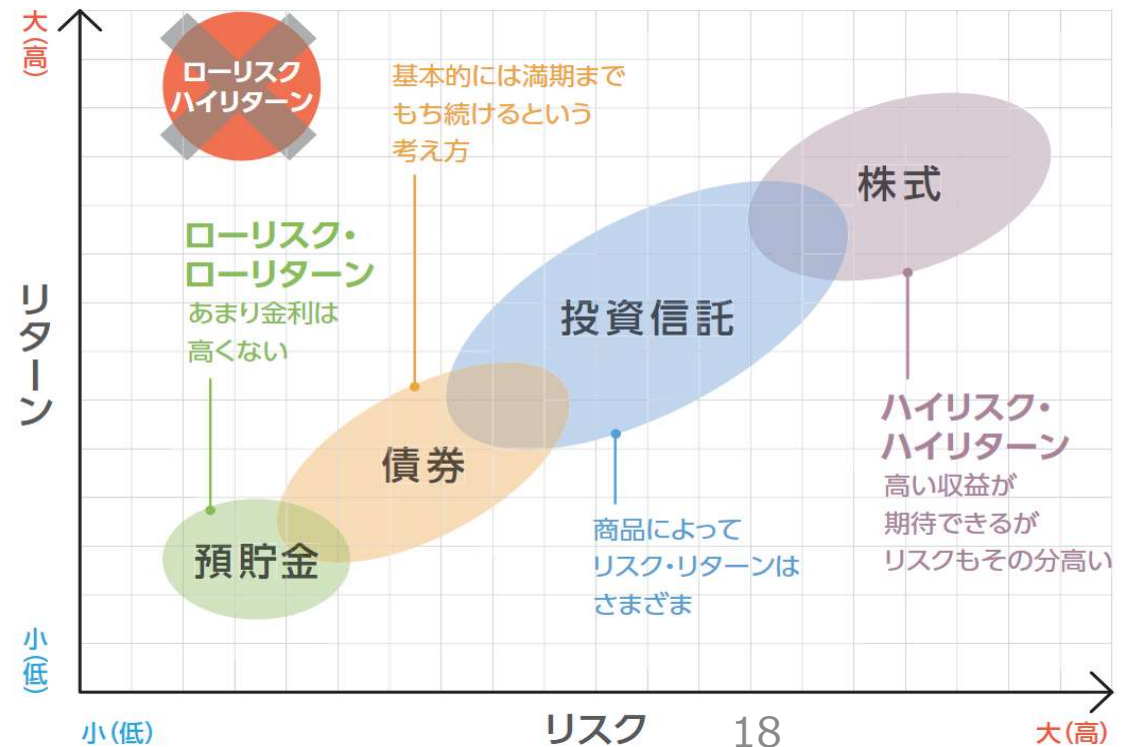 大(高)
ローリスク
ハイリターン
基本的には満期まで
もち続けるという
考え方
株式
ローリスク・
ローリターン
あまり金利は
高くない
投資信託
リターン
ハイリスク・
ハイリターン
高い収益が
期待できるが
リスクもその分高い
債券
商品によって
リスク・リターンは
さまざま
預貯金
小(低)
小(低)
リスク
18
大(高)